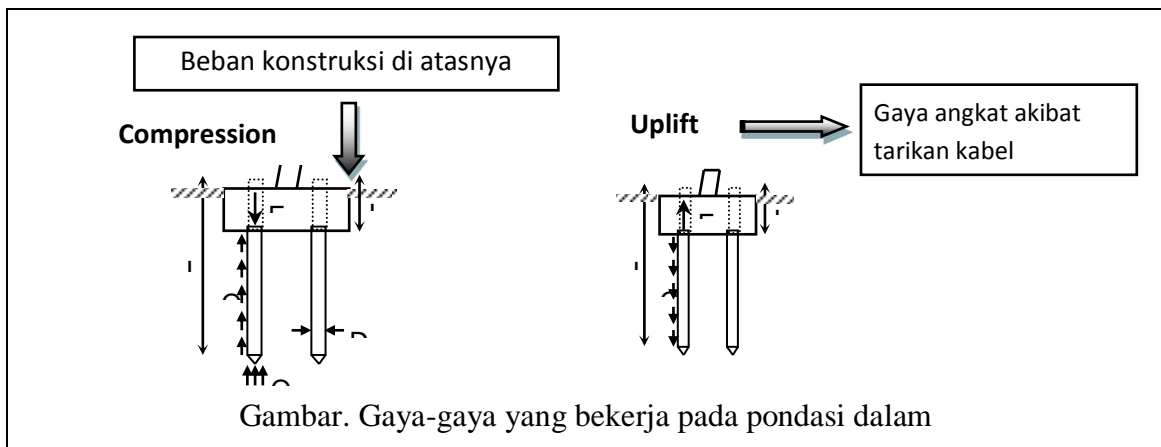 Beban konstruksi di atasnya
Compression
Uplift
Gaya angkat akibat
tarikan kabel
Gambar. Gaya-gaya yang bekerja pada pondasi dalam